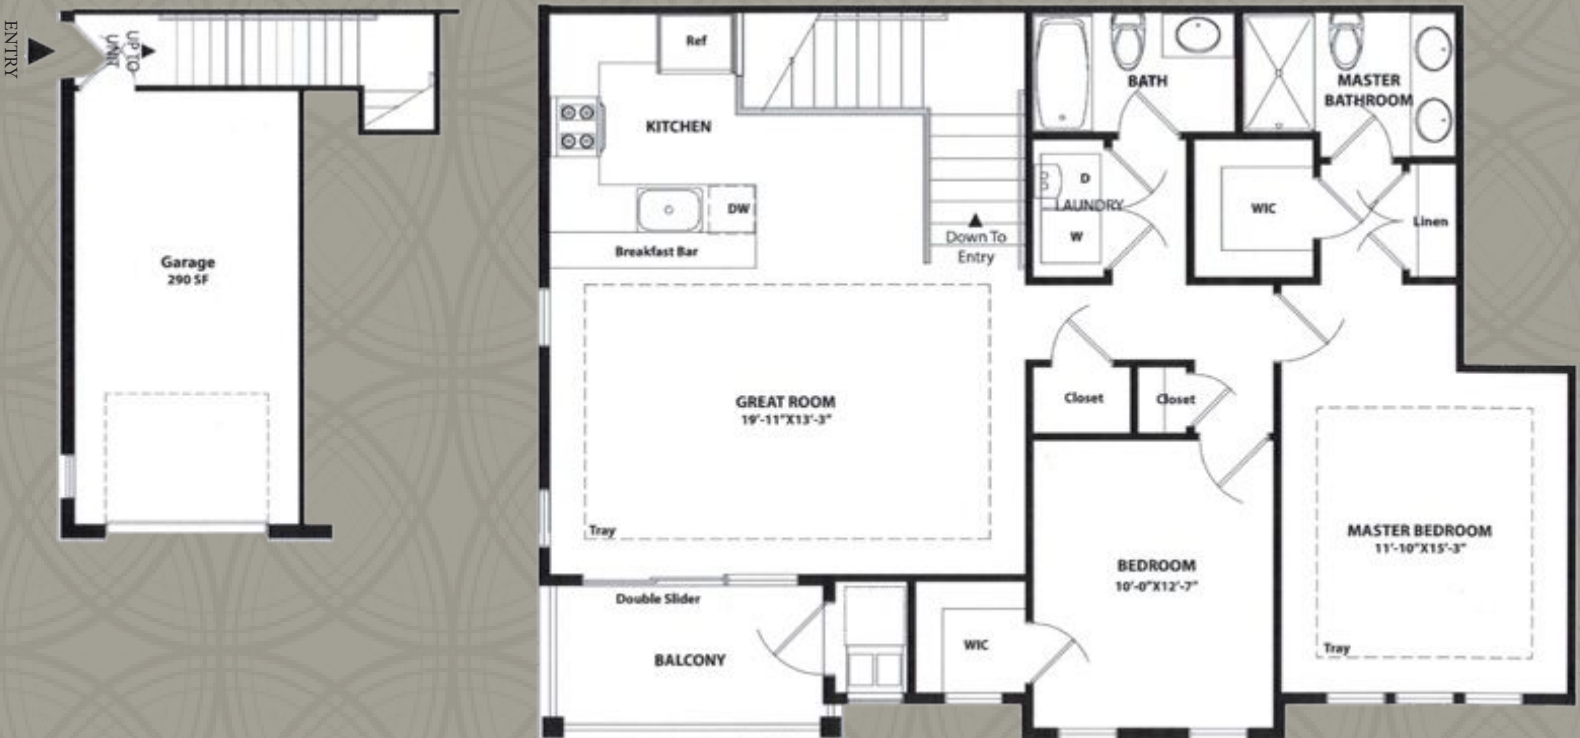 ENTRY
UP TO
UNIT
Garage
290 SF
Ref
KITCHEN
DW
Breakfast Bar
Down To
Entry
BATH
MASTER
BATHROOM
D
LAUNDRY
W
WIC
Linen
GREAT ROOM
19'-11"X13'-3"
Tray
Closet
Closet
MASTER BEDROOM
11'-10"X15'-3"
Tray
BEDROOM
10'-0"X12'-7"
Double Slider
BALCONY
WIC